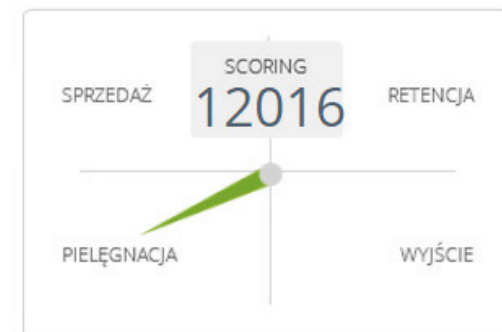 SCORING
12016
SPRZEDAŻ
RETENCJA
PIELĘGNACJA
WYJŚCIE